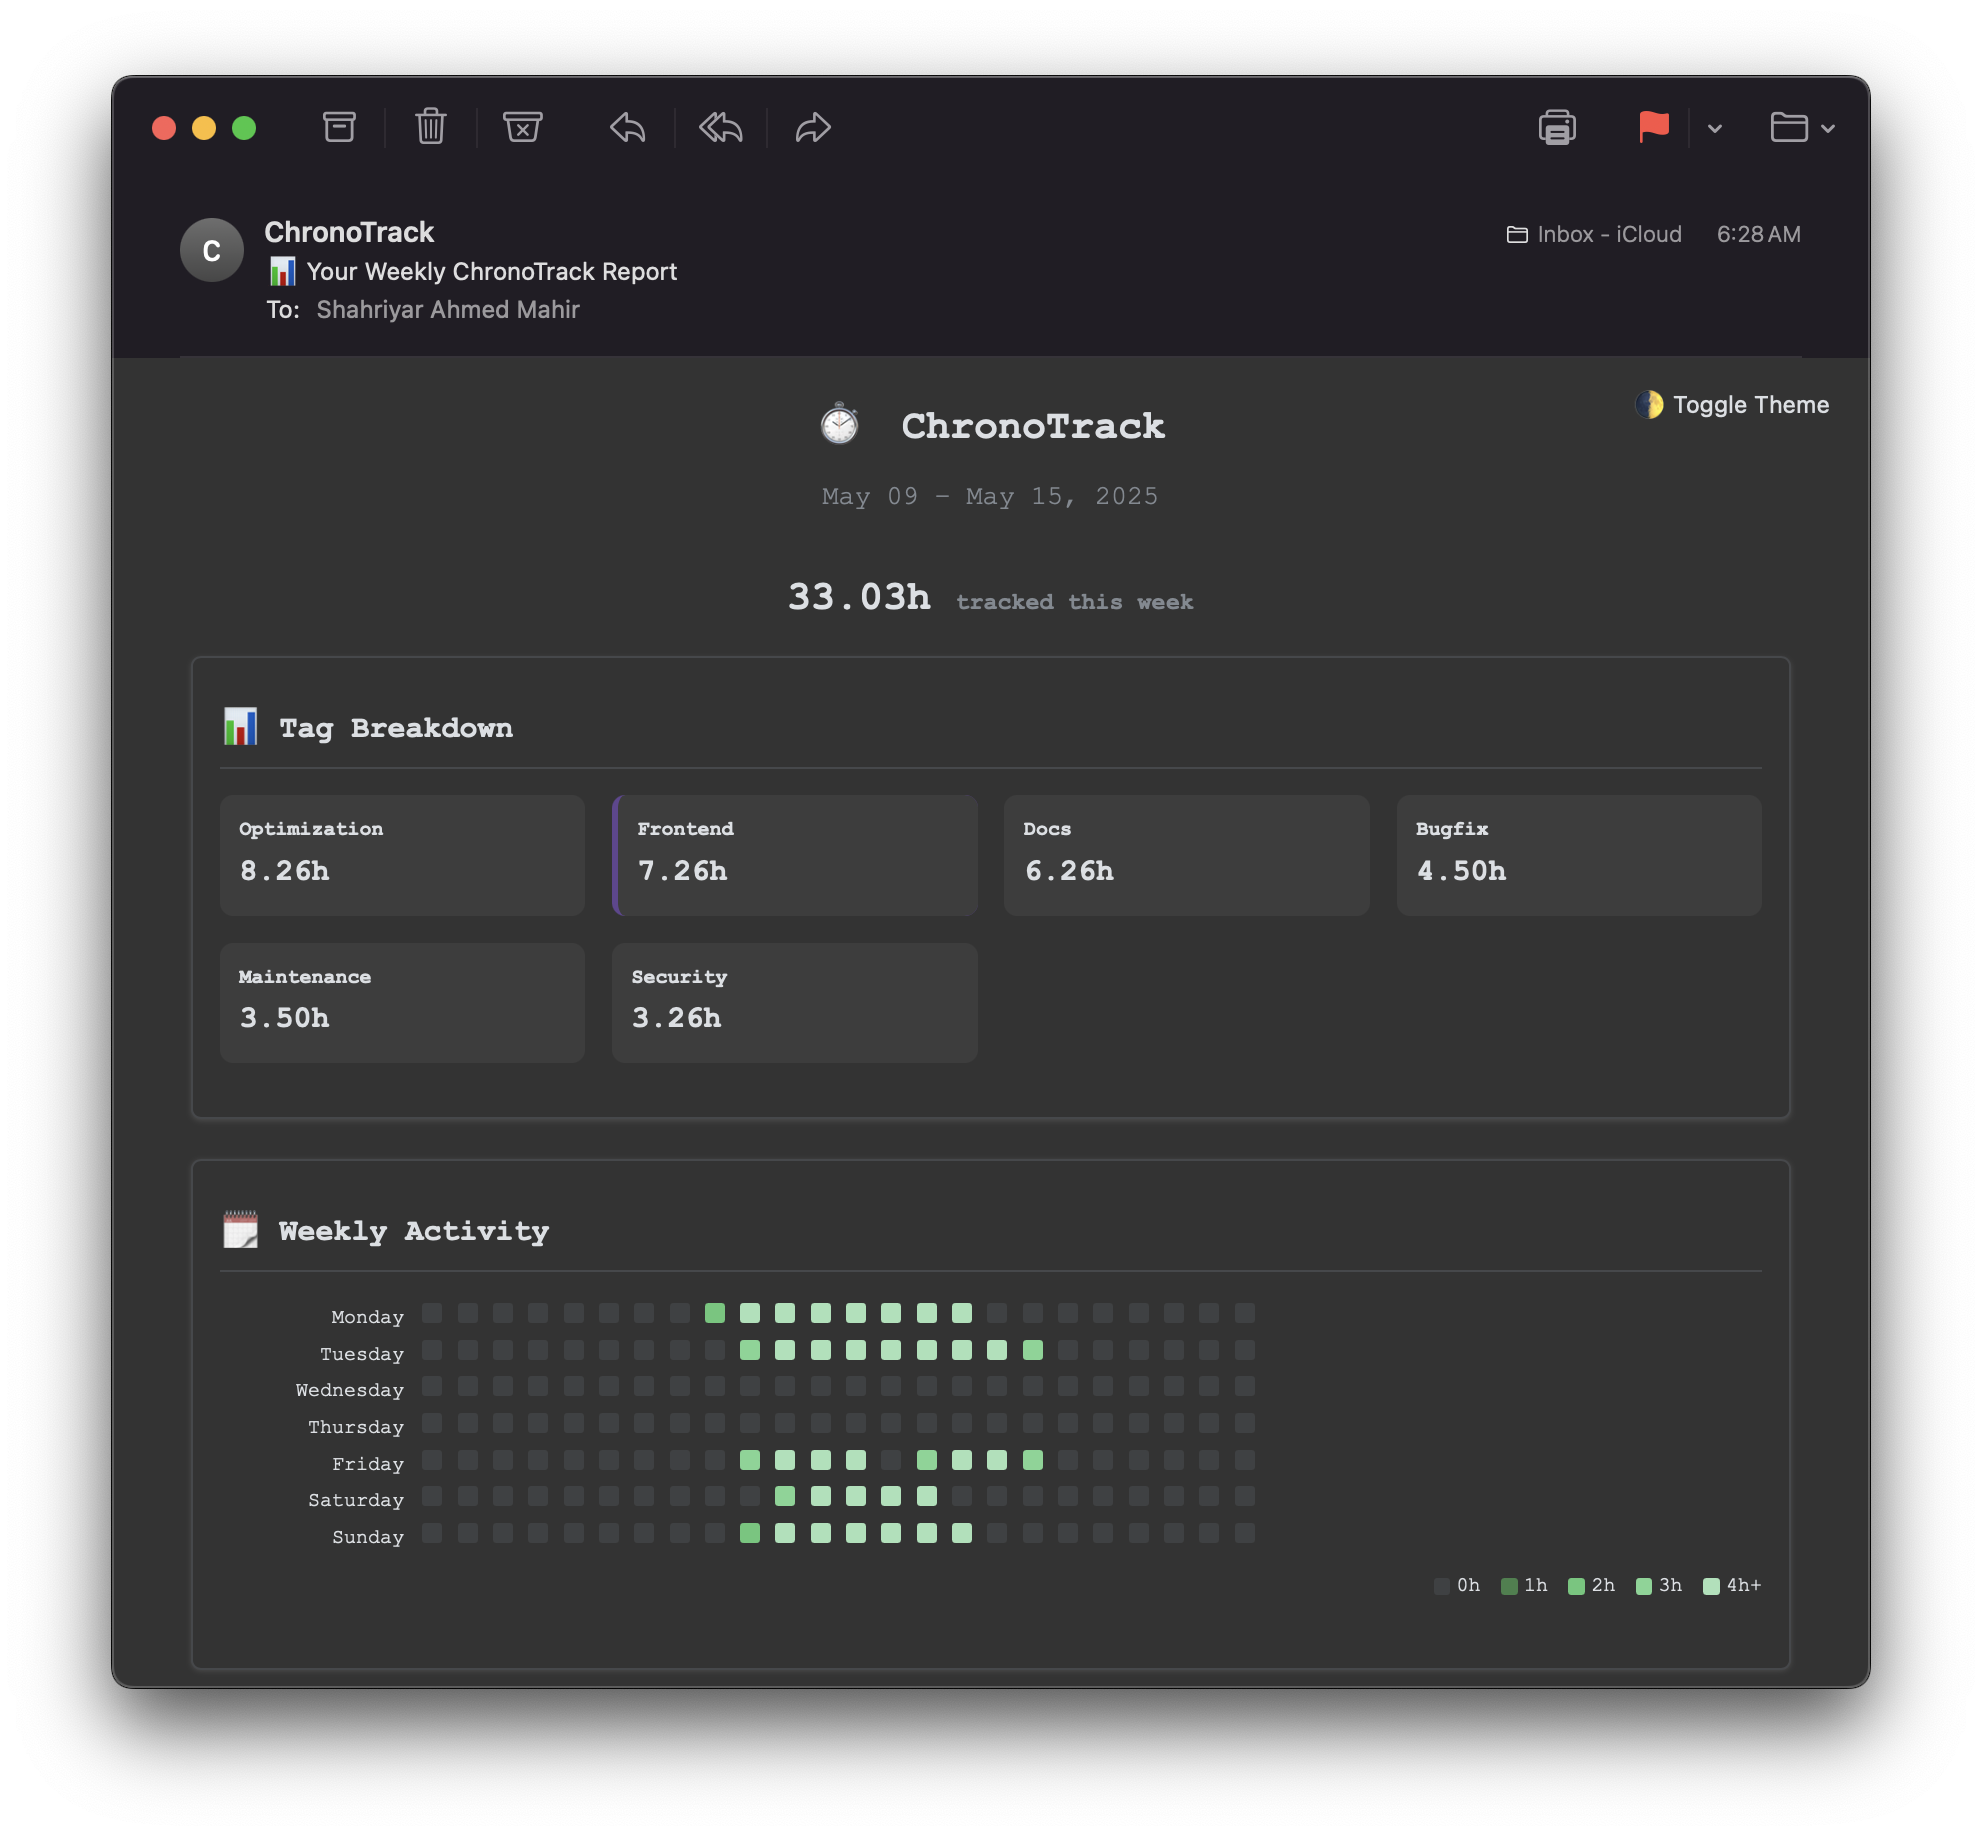 ChronoTrack
Inbox - iCloud 6:28 AM
C
📊 Your Weekly ChronoTrack Report
To: Shahriyar Ahmed Mahir
🌓 Toggle Theme
⏱️ ChronoTrack
May 09 – May 15, 2025
33.03h tracked this week
📊 Tag Breakdown
Optimization
8.26h
Frontend
7.26h
Docs
6.26h
Bugfix
4.50h
Maintenance
3.50h
Security
3.26h
🗓️ Weekly Activity
Monday
Tuesday
Wednesday
Thursday
Friday
Saturday
Sunday
0h 1h 2h 3h 4h+